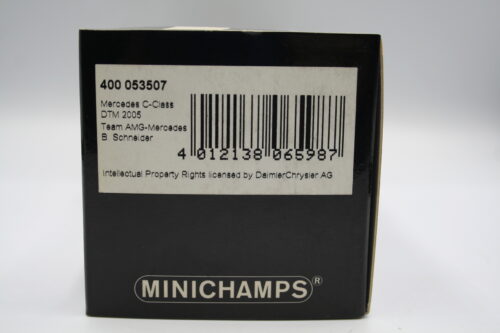 400 053507
Mercedes C-Class
DTM 2005
Team AMG-Mercedes
B. Schneider
4 012138 065987
Intellectual Property Rights licensed by DaimlerChrysler AG
MINICHAMPS®